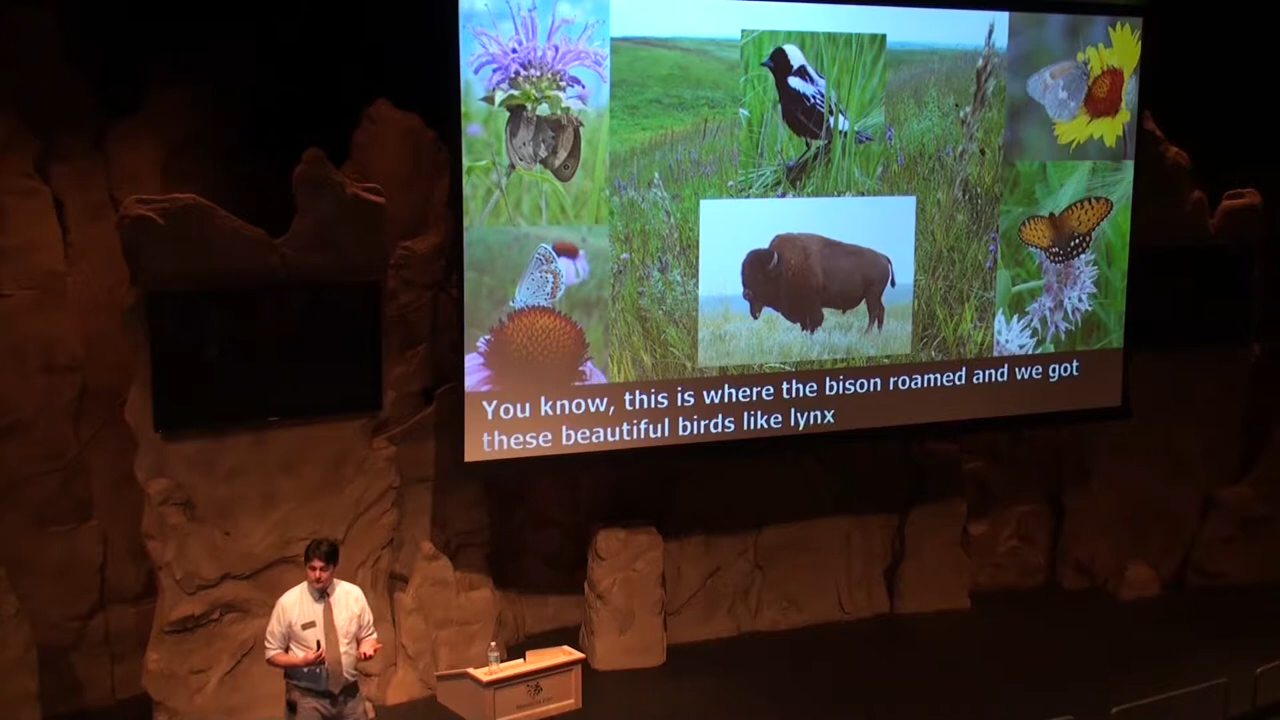 You know, this is where the bison roamed and we got
these beautiful birds like lynx